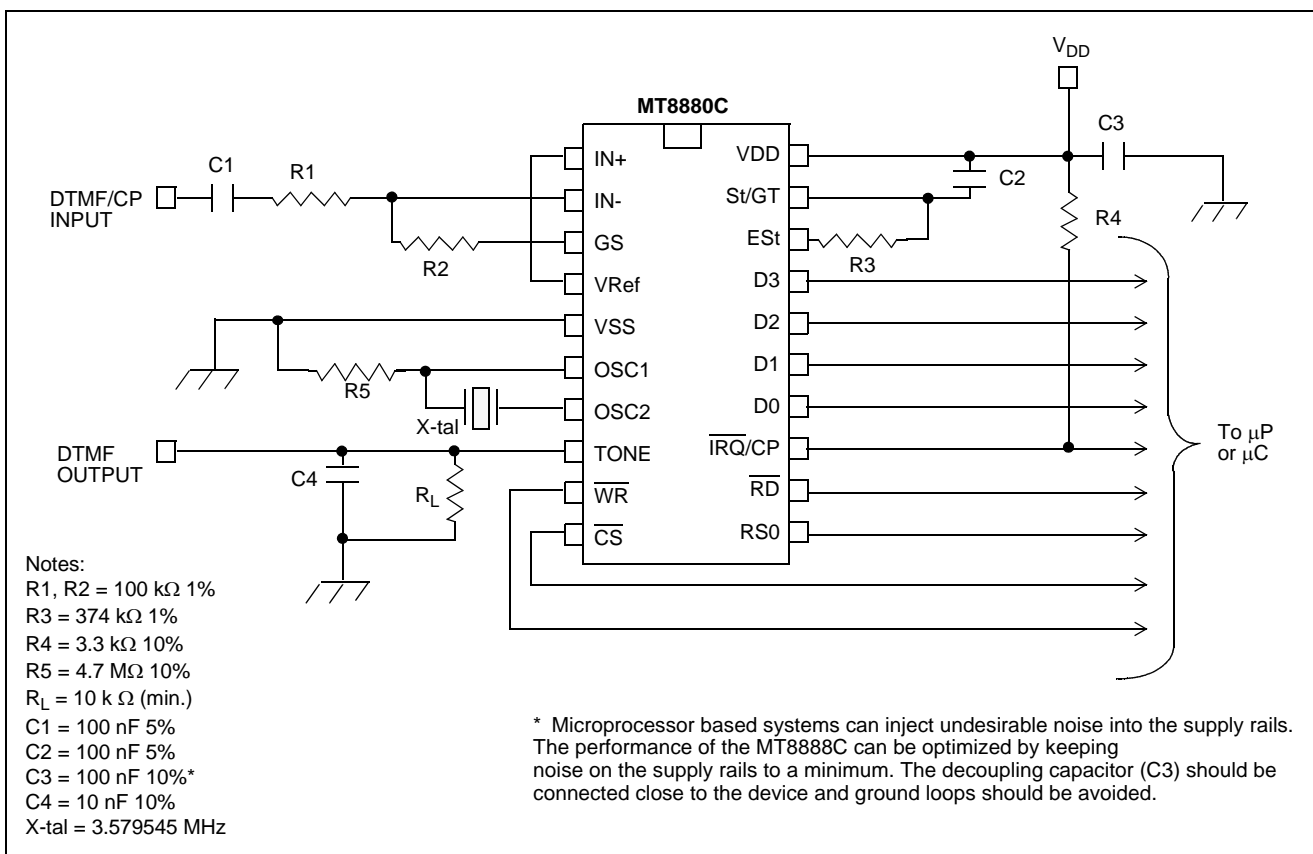 V_DD
MT8880C
C3
C1
R1
IN+
VDD
C2
DTMF/CP
INPUT
IN-
St/GT
R4
GS
ESt
R2
R3
VRef
D3
VSS
D2
OSC1
D1
R5
X-tal
OSC2
D0
DTMF
OUTPUT
TONE
I̅R̅Q̅/CP
To µP
or µC
C4
R_L
W̅R̅
R̅D̅
C̅S̅
RS0
Notes:
R1, R2 = 100 kΩ 1%
R3 = 374 kΩ 1%
R4 = 3.3 kΩ 10%
R5 = 4.7 MΩ 10%
R_L = 10 k Ω (min.)
C1 = 100 nF 5%
C2 = 100 nF 5%
C3 = 100 nF 10%*
C4 = 10 nF 10%
X-tal = 3.579545 MHz
* Microprocessor based systems can inject undesirable noise into the supply rails.
The performance of the MT8888C can be optimized by keeping
noise on the supply rails to a minimum. The decoupling capacitor (C3) should be
connected close to the device and ground loops should be avoided.